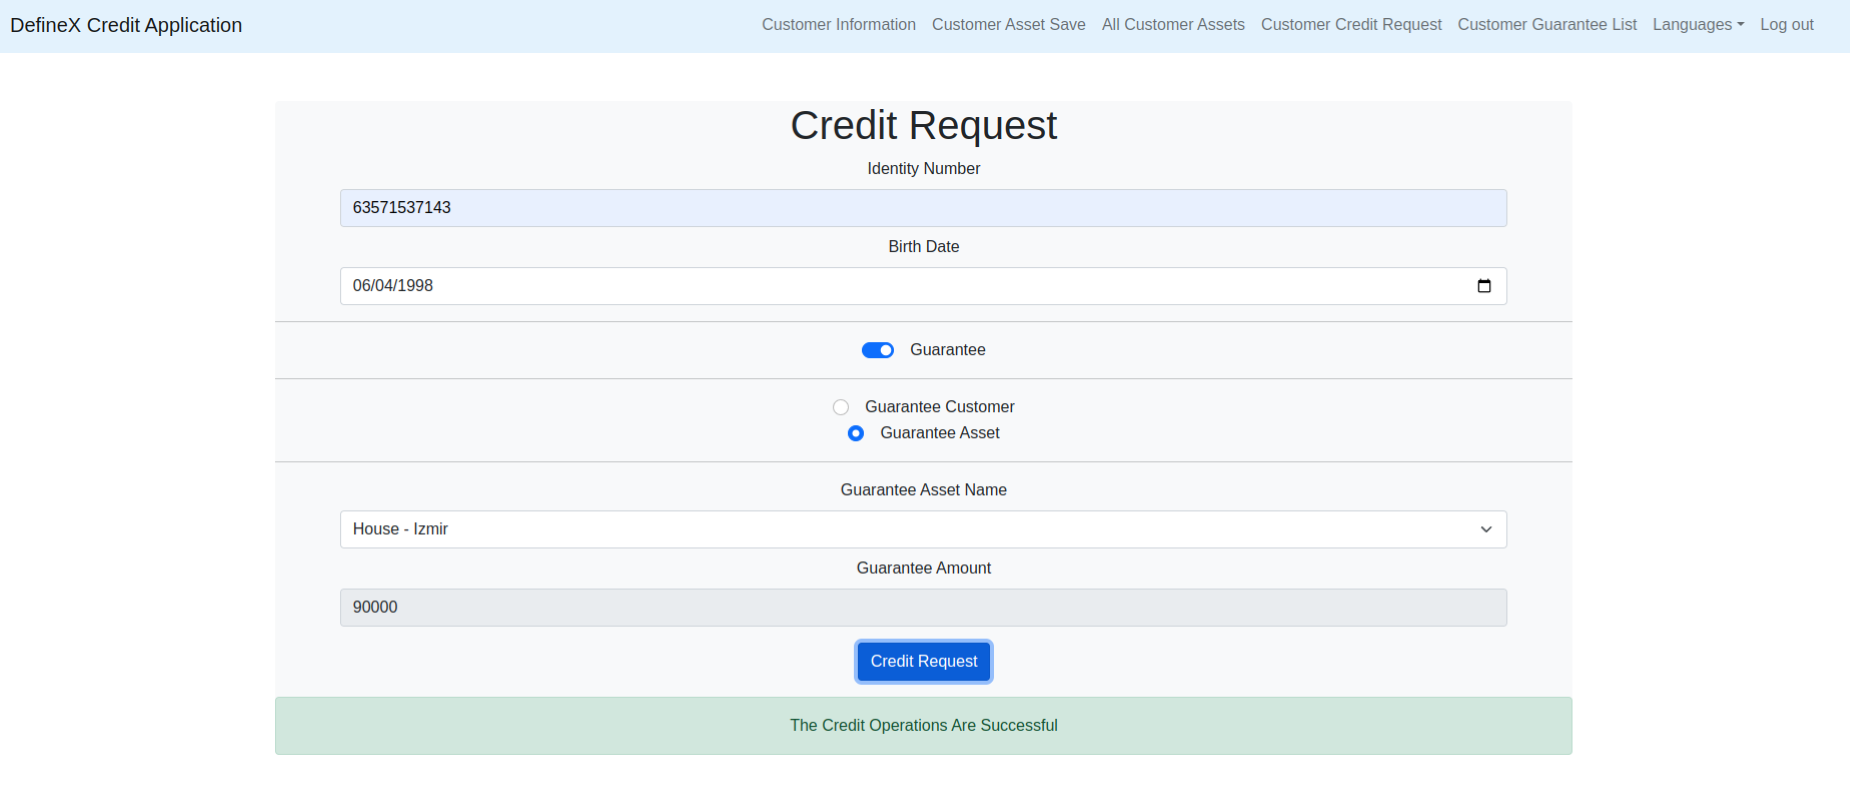 DefineX Credit Application Customer Information Customer Asset Save All Customer Assets Customer Credit Request Customer Guarantee List Languages Log out
Credit Request
Identity Number
63571537143
Birth Date
06/04/1998
Guarantee
Guarantee Customer
Guarantee Asset
Guarantee Asset Name
House - Izmir
Guarantee Amount
90000
Credit Request
The Credit Operations Are Successful